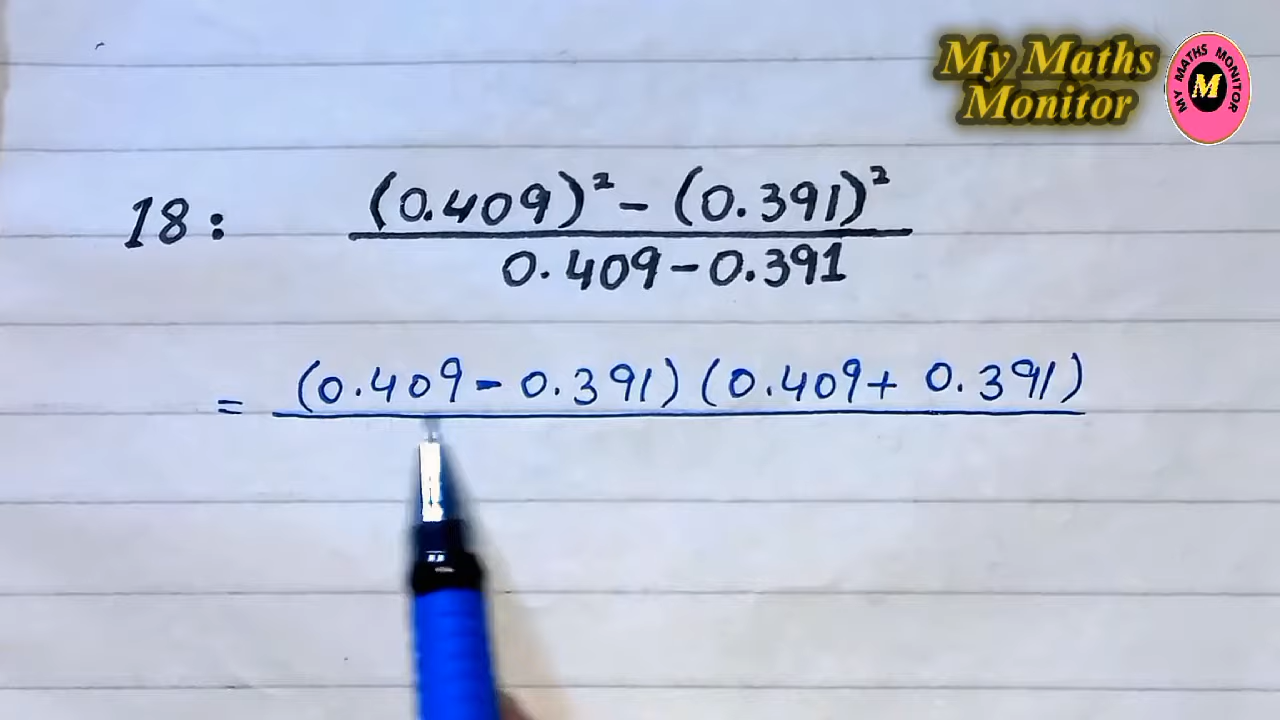 My Maths
Monitor
MY MATHS MONITOR
M
18: (0.409)² - (0.391)²
0.409 - 0.391
= (0.409 - 0.391) (0.409 + 0.391)